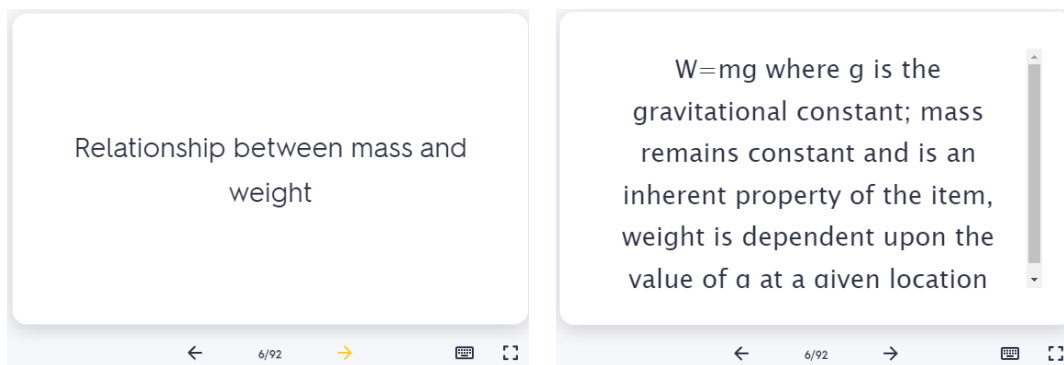 Relationship between mass and
weight
6/92
W=mg where g is the
gravitational constant; mass
remains constant and is an
inherent property of the item,
weight is dependent upon the
value of g at a given location
6/92